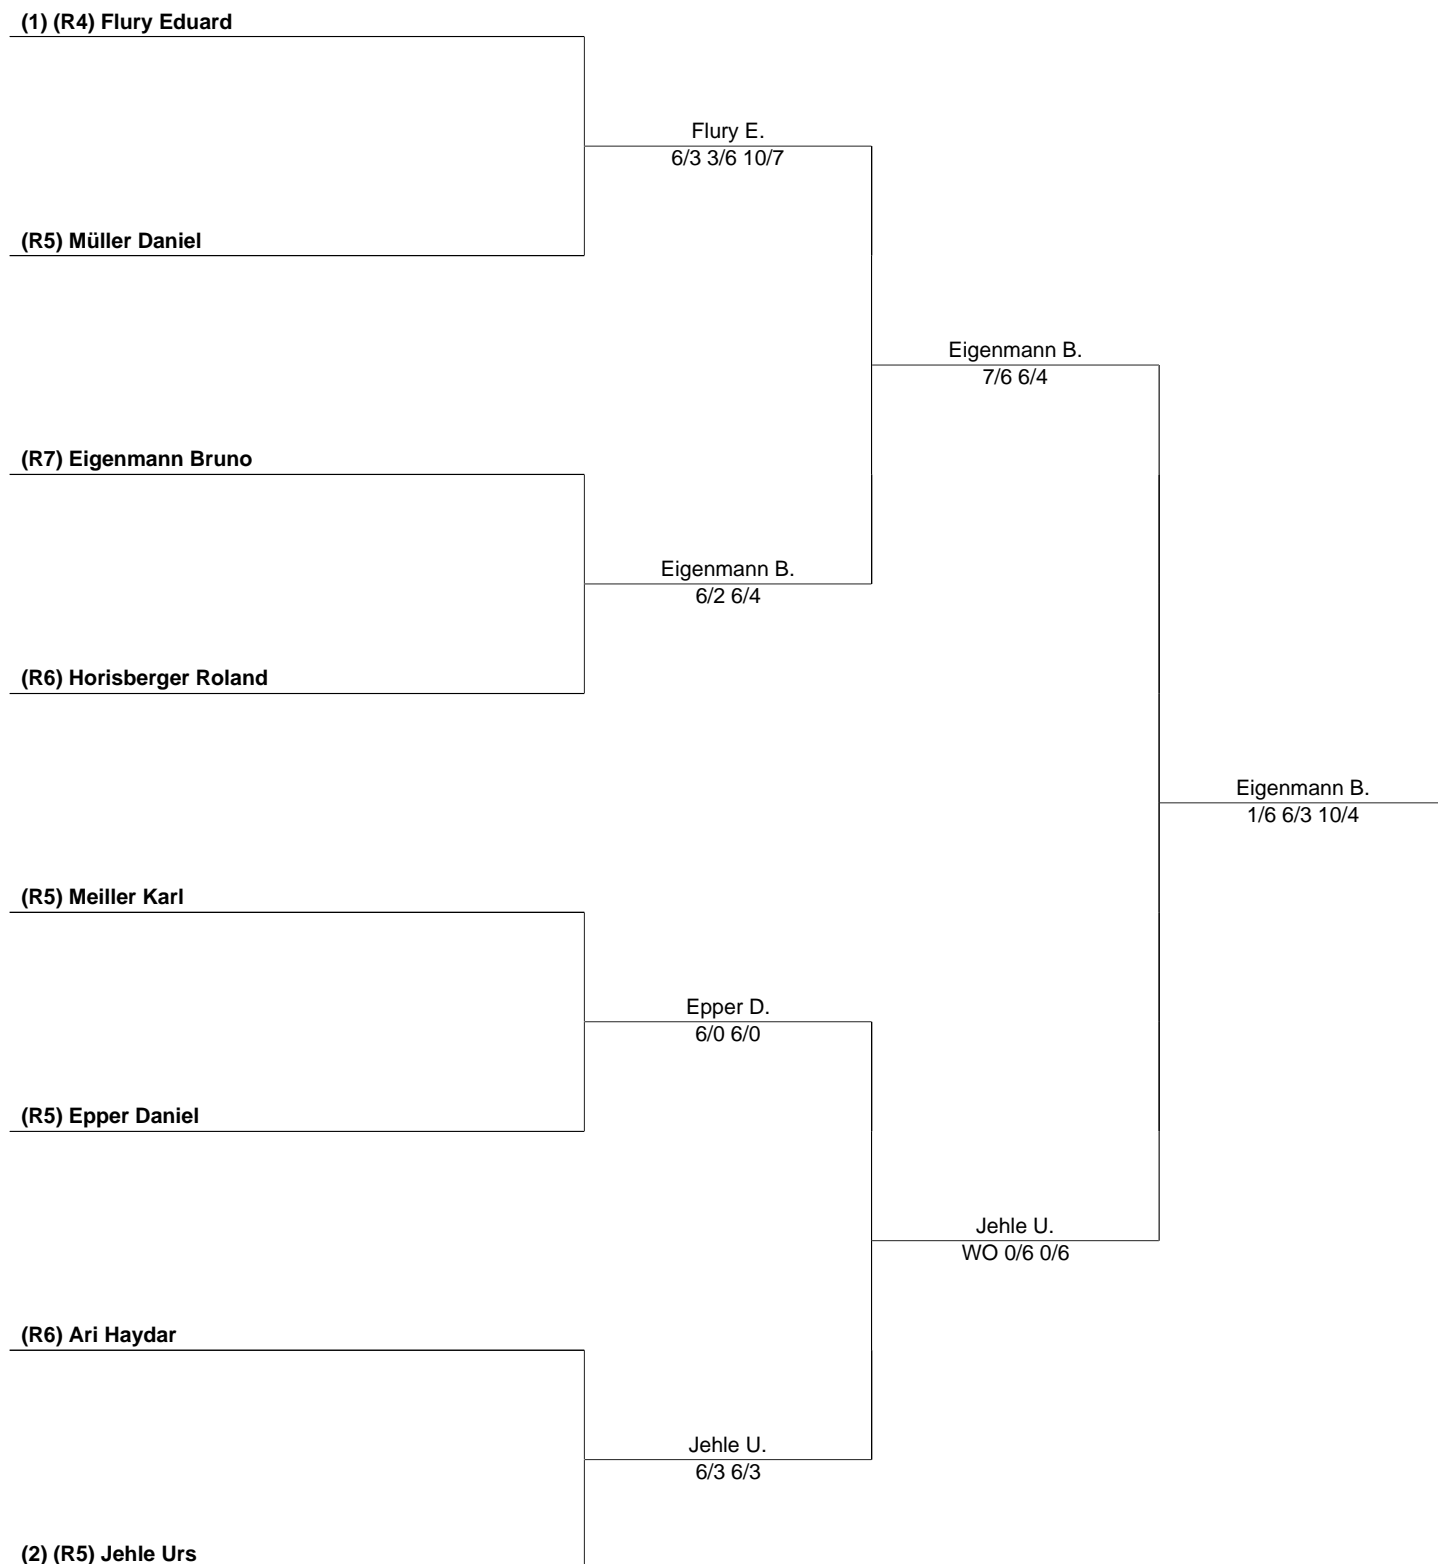 (1) (R4) Flury Eduard
Flury E.
6/3 3/6 10/7
(R5) Müller Daniel
Eigenmann B.
7/6 6/4
(R7) Eigenmann Bruno
Eigenmann B.
6/2 6/4
(R6) Horisberger Roland
Eigenmann B.
1/6 6/3 10/4
(R5) Meiller Karl
Epper D.
6/0 6/0
(R5) Epper Daniel
Jehle U.
WO 0/6 0/6
(R6) Ari Haydar
Jehle U.
6/3 6/3
(2) (R5) Jehle Urs